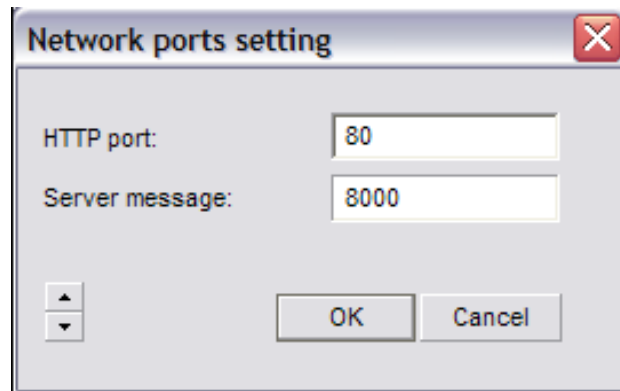 Network ports setting
HTTP port: 80
Server message: 8000
OK Cancel